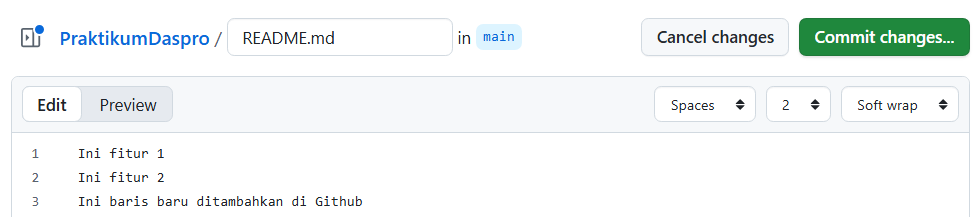 PraktikumDaspro / README.md in main Cancel changes Commit changes...
Edit Preview Spaces 2 Soft wrap
1 Ini fitur 1
2 Ini fitur 2
3 Ini baris baru ditambahkan di Github